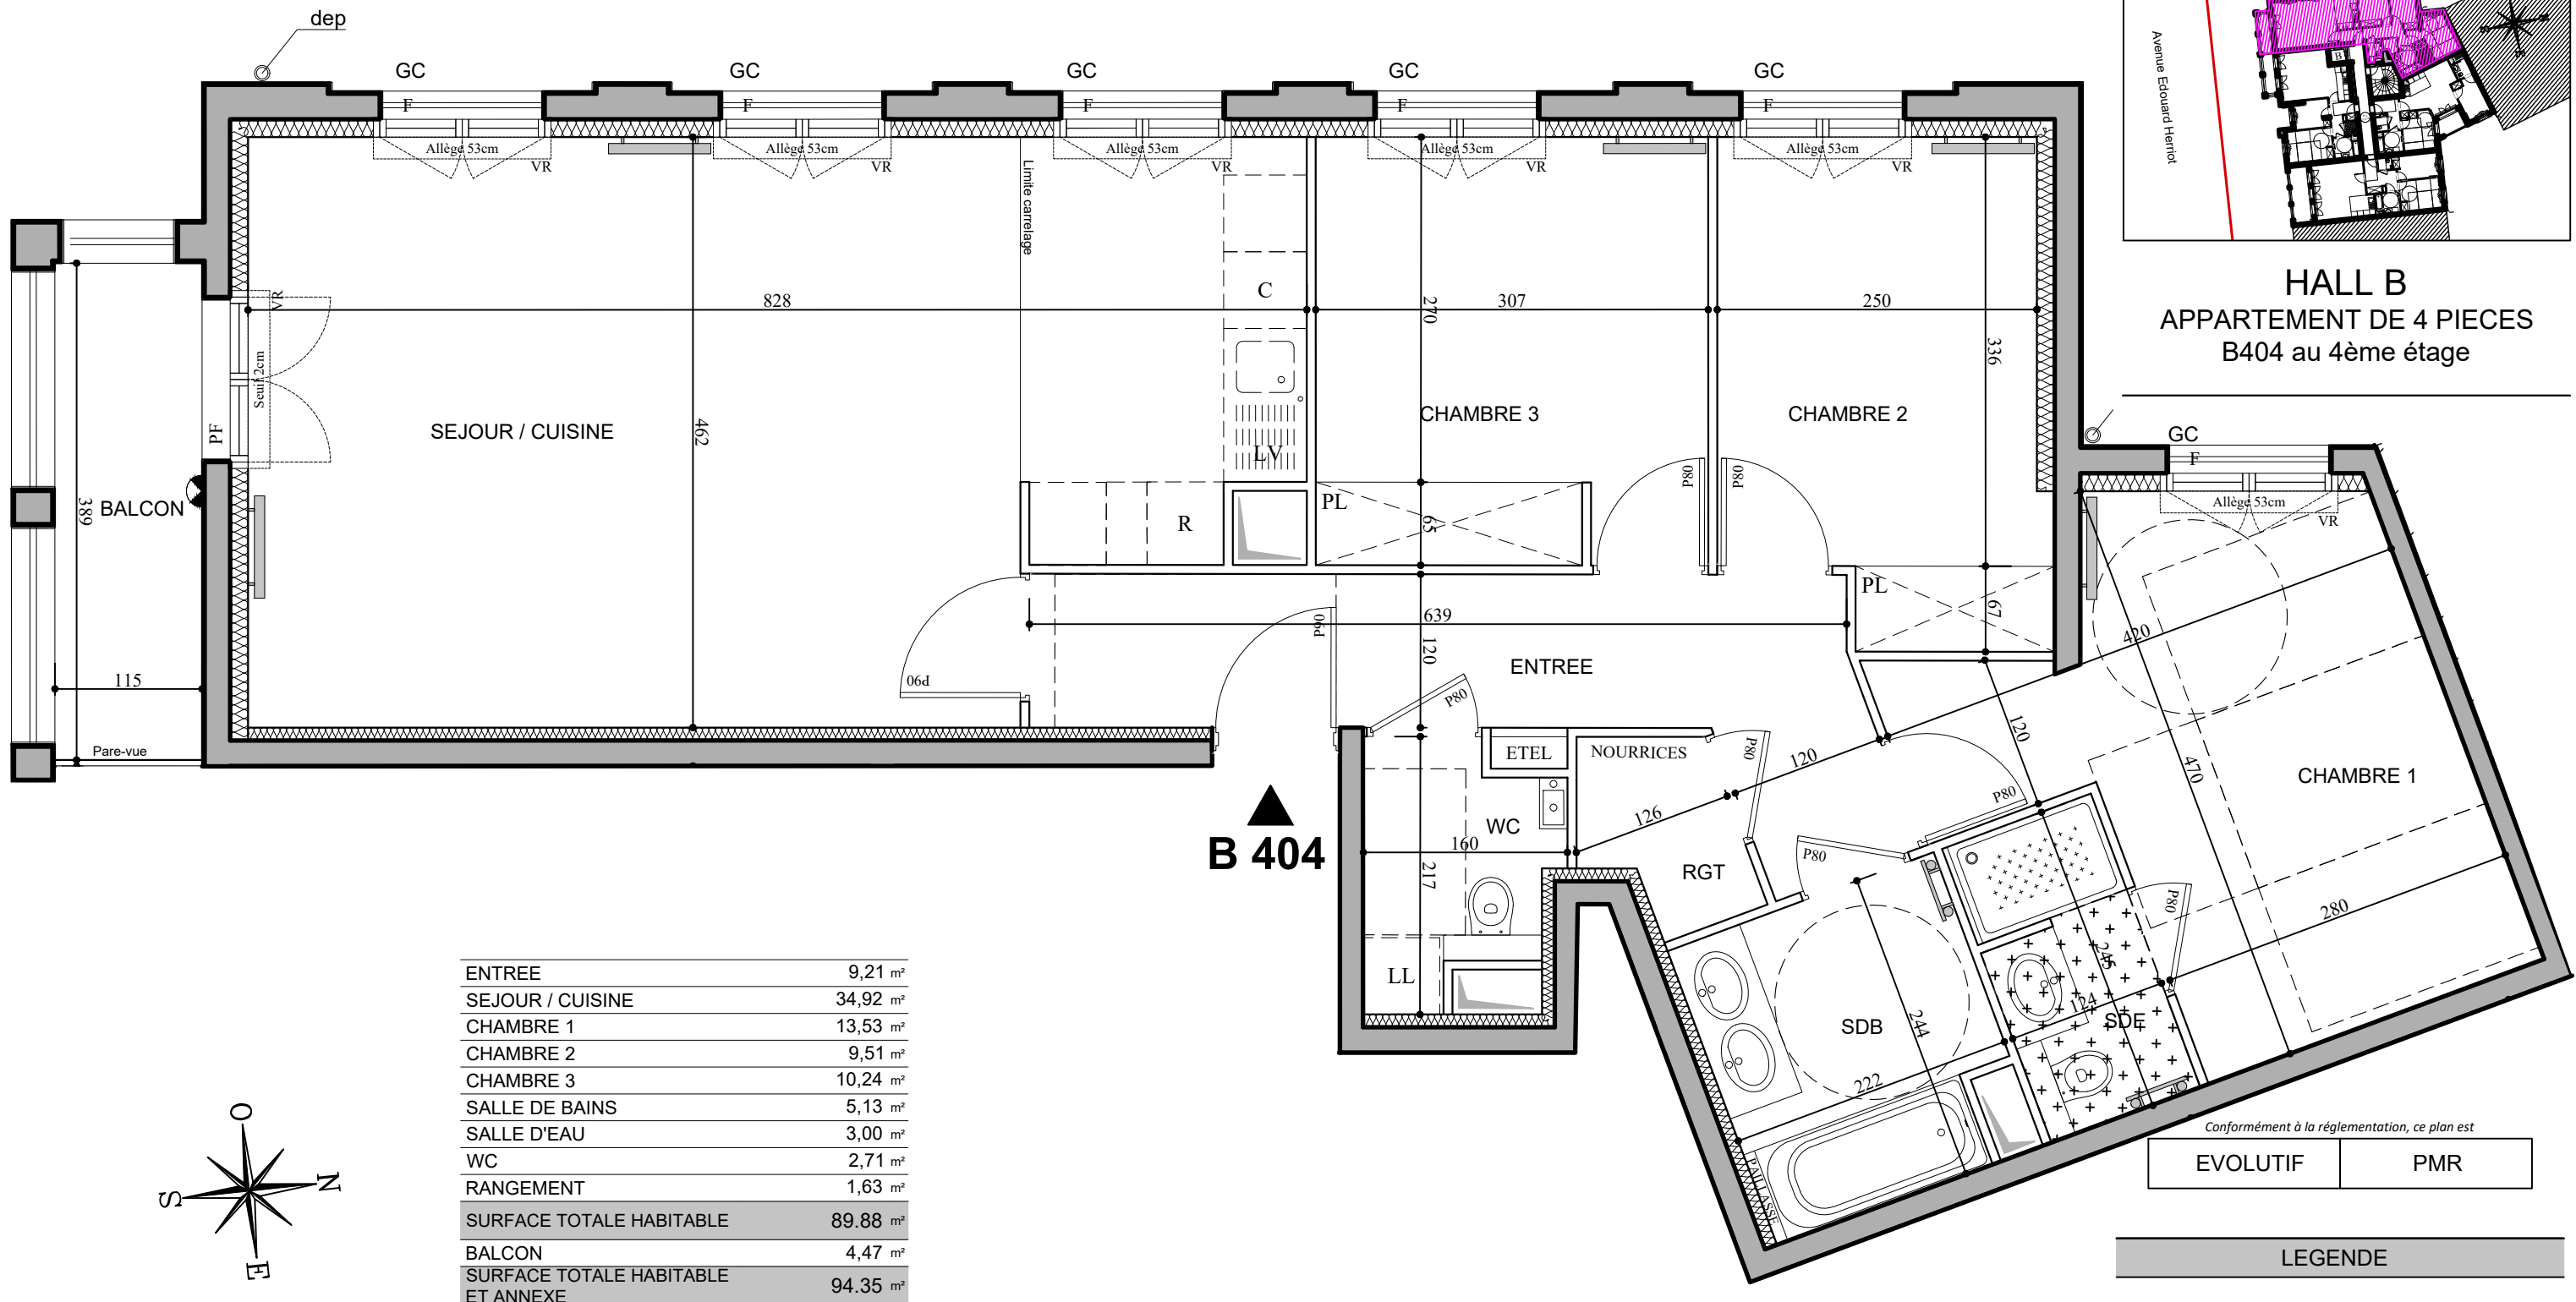 dep
GC
GC
GC
GC
GC
F
F
F
F
F
Allège 53cm
Allège 53cm
Allège 53cm
Allège 53cm
Allège 53cm
VR
VR
VR
VR
VR
Avenue Edouard Herriot
HALL B
APPARTEMENT DE 4 PIECES
B404 au 4ème étage
Limite carrelage
VR
Seuil 2cm
PF
828
C
270
307
250
336
SEJOUR / CUISINE
462
LV
CHAMBRE 3
CHAMBRE 2
P80
P80
GC
F
Allège 53cm
VR
389
BALCON
R
PL
65
PL
67
639
P90
P90
120
ENTREE
420
115
Pare-vue
P80
ETEL
NOURRICES
P80
120
120
470
CHAMBRE 1
B 404
126
WC
160
217
RGT
P80
P80
P80
280
LL
245
124
SDE
SDB
244
222
PAILLASSE
ENTREE 9,21 m²
SEJOUR / CUISINE 34,92 m²
CHAMBRE 1 13,53 m²
CHAMBRE 2 9,51 m²
CHAMBRE 3 10,24 m²
SALLE DE BAINS 5,13 m²
SALLE D'EAU 3,00 m²
WC 2,71 m²
RANGEMENT 1,63 m²
SURFACE TOTALE HABITABLE 89.88 m²
BALCON 4,47 m²
SURFACE TOTALE HABITABLE
ET ANNEXE 94.35 m²
O
N
S
E
Conformément à la réglementation, ce plan est
EVOLUTIF PMR
LEGENDE